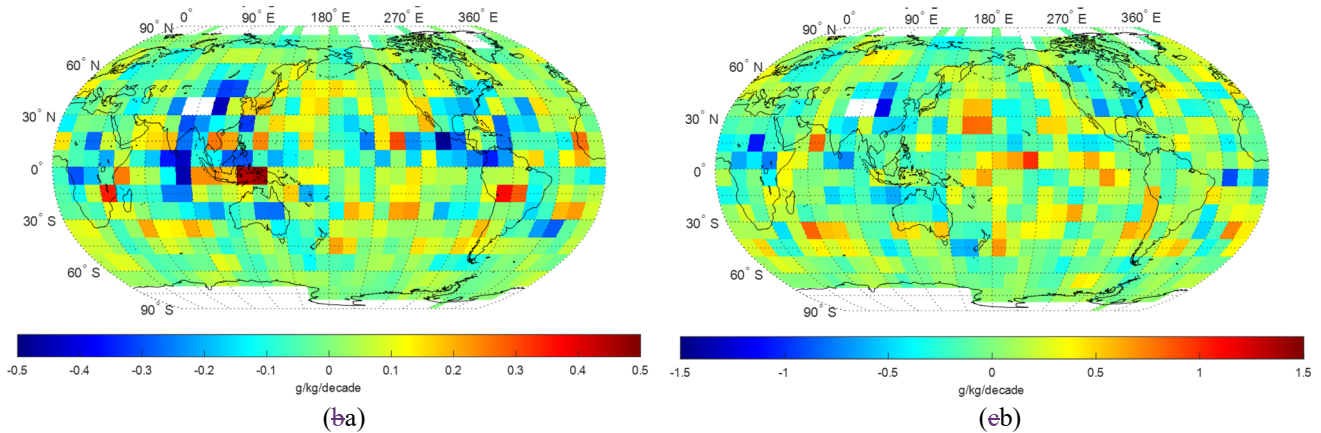 0° 90° E 180° E 270° E 360° E
90° N
60° N
30° N
0°
30° S
60° S
90° S
-0.5 -0.4 -0.3 -0.2 -0.1 0 0.1 0.2 0.3 0.4 0.5
g/kg/decade
(ba)
0° 90° E 180° E 270° E 360° E
90° N
60° N
30° N
0°
30° S
60° S
90° S
-1.5 -1 -0.5 0 0.5 1 1.5
g/kg/decade
(cb)